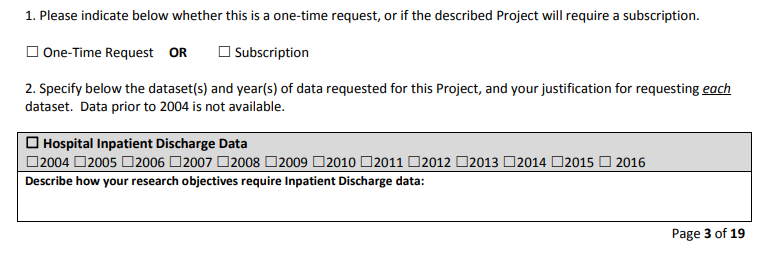 1. Please indicate below whether this is a one-time request, or if the described Project will require a subscription.
☐ One-Time Request OR ☐ Subscription
2. Specify below the dataset(s) and year(s) of data requested for this Project, and your justification for requesting each
dataset. Data prior to 2004 is not available.
☐ Hospital Inpatient Discharge Data
☐2004 ☐2005 ☐2006 ☐2007 ☐2008 ☐2009 ☐2010 ☐2011 ☐2012 ☐2013 ☐2014 ☐2015 ☐ 2016
Describe how your research objectives require Inpatient Discharge data:
Page 3 of 19